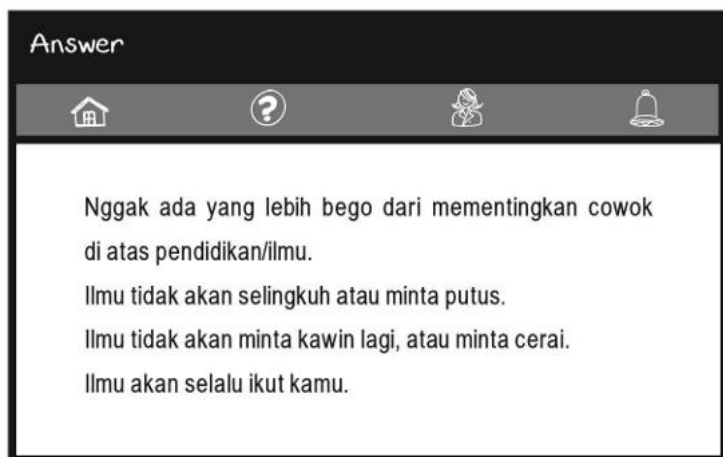 Answer
?
Nggak ada yang lebih bego dari mementingkan cowok
di atas pendidikan/ilmu.
Ilmu tidak akan selingkuh atau minta putus.
Ilmu tidak akan minta kawin lagi, atau minta cerai.
Ilmu akan selalu ikut kamu.